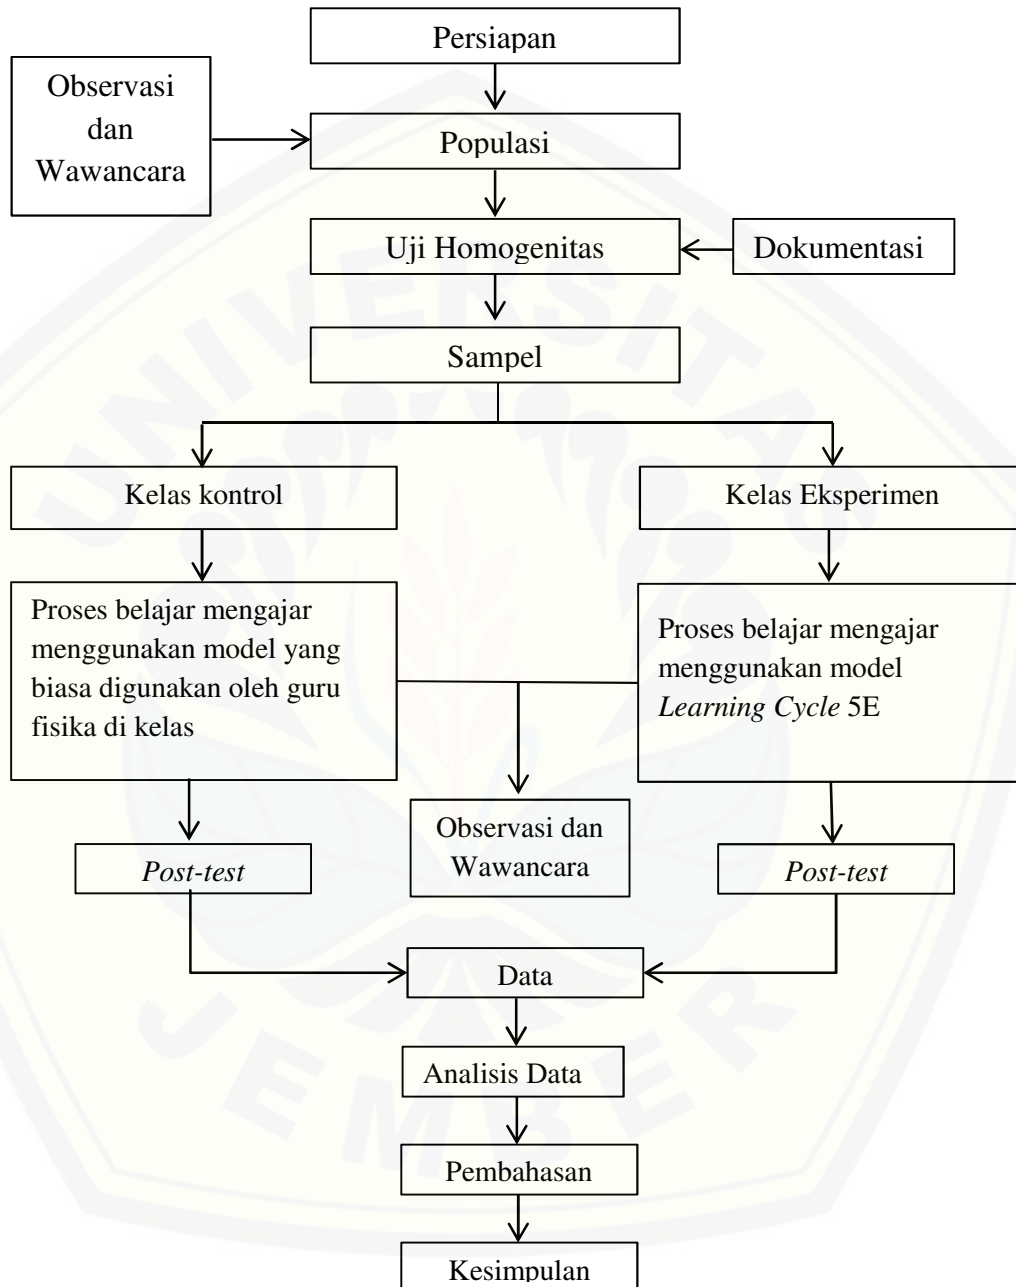 Persiapan
Observasi
dan
Wawancara
Populasi
Uji Homogenitas
Dokumentasi
Sampel
Kelas kontrol
Kelas Eksperimen
Proses belajar mengajar
menggunakan model yang
biasa digunakan oleh guru
fisika di kelas
Proses belajar mengajar
menggunakan model
Learning Cycle 5E
Observasi dan
Wawancara
Post-test
Post-test
Data
Analisis Data
Pembahasan
Kesimpulan
UNIVERSITAS
JEMBER